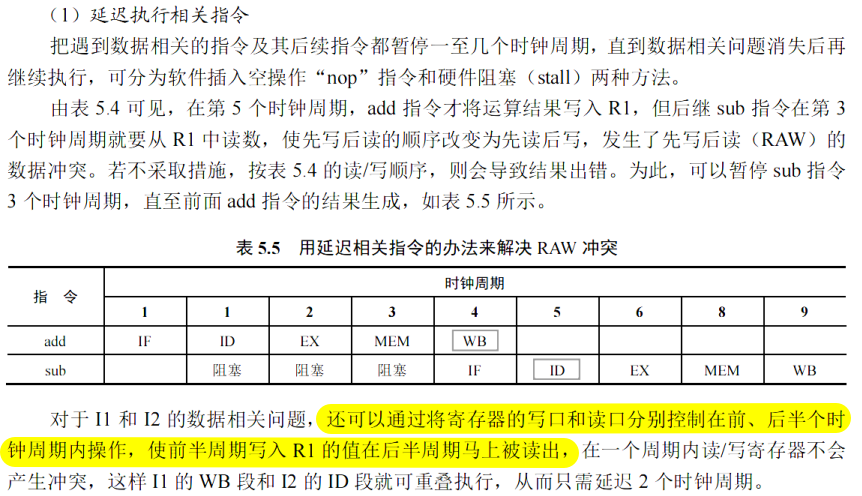 （1）延迟执行相关指令
把遇到数据相关的指令及其后续指令都暂停一至几个时钟周期，直到数据相关问题消失后再
继续执行，可分为软件插入空操作“nop”指令和硬件阻塞（stall）两种方法。
由表 5.4 可见，在第 5 个时钟周期，add 指令才将运算结果写入 R1，但后继 sub 指令在第 3
个时钟周期就要从 R1 中读数，使先写后读的顺序改变为先读后写，发生了先写后读（RAW）的
数据冲突。若不采取措施，按表 5.4 的读/写顺序，则会导致结果出错。为此，可以暂停 sub 指令
3 个时钟周期，直至前面 add 指令的结果生成，如表 5.5 所示。
表 5.5 用延迟相关指令的办法来解决 RAW 冲突
指 令 时钟周期
1 1 2 3 4 5 6 8 9
add IF ID EX MEM WB
sub 阻塞 阻塞 阻塞 IF ID EX MEM WB
对于 I1 和 I2 的数据相关问题，还可以通过将寄存器的写口和读口分别控制在前、后半个时
钟周期内操作，使前半周期写入 R1 的值在后半周期马上被读出，在一个周期内读/写寄存器不会
产生冲突，这样 I1 的 WB 段和 I2 的 ID 段就可重叠执行，从而只需延迟 2 个时钟周期。